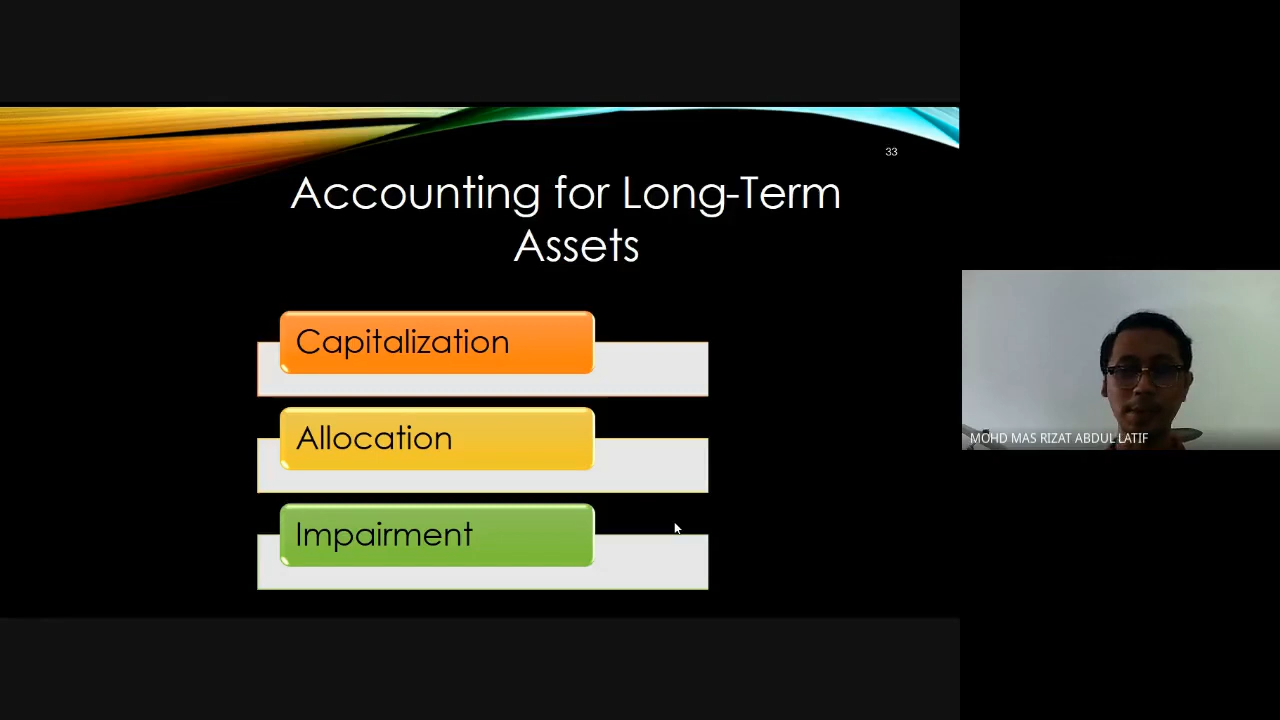 33
Accounting for Long-Term
Assets
Capitalization
Allocation
Impairment
MOHD MAS RIZAT ABDUL LATIF